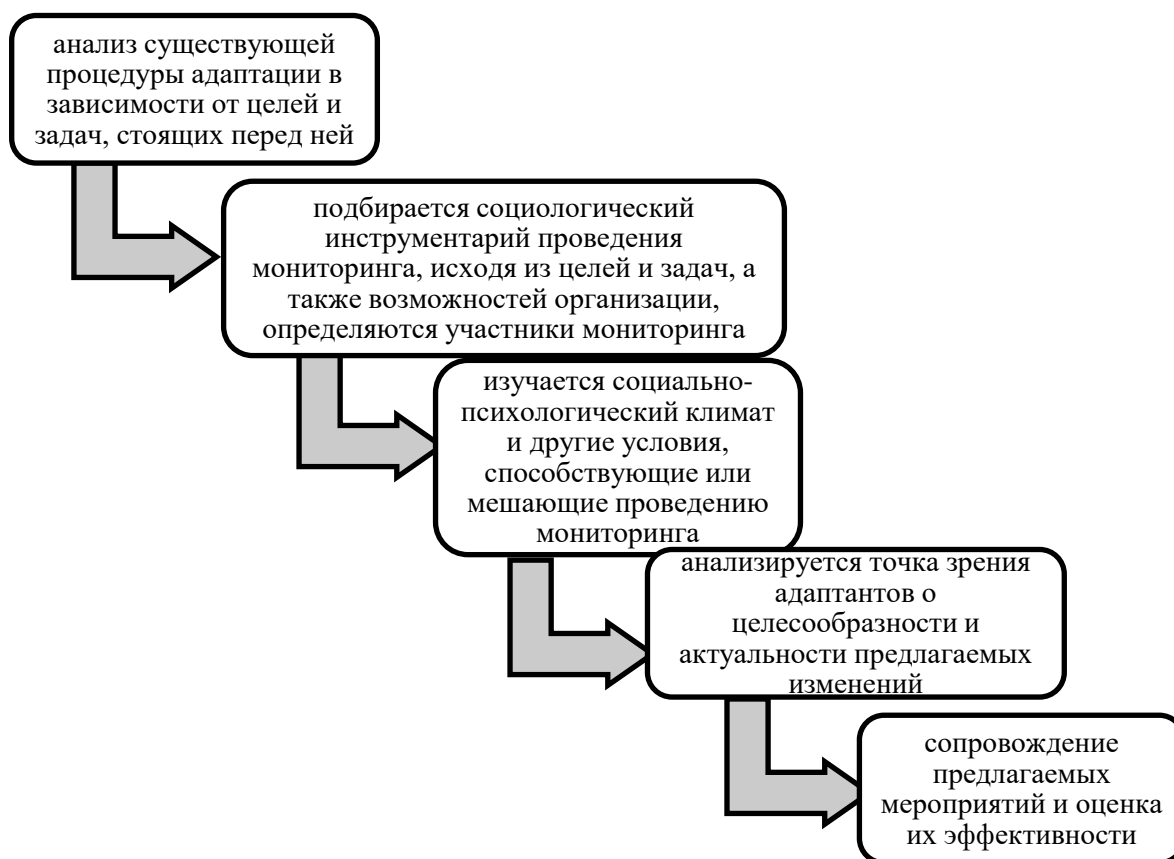 анализ существующей
процедуры адаптации в
зависимости от целей и
задач, стоящих перед ней
подбирается социологический
инструментарий проведения
мониторинга, исходя из целей и задач, а
также возможностей организации,
определяются участники мониторинга
изучается социально-
психологический климат
и другие условия,
способствующие или
мешающие проведению
мониторинга
анализируется точка зрения
адаптантов о
целесообразности и
актуальности предлагаемых
изменений
сопровождение
предлагаемых
мероприятий и оценка
их эффективности